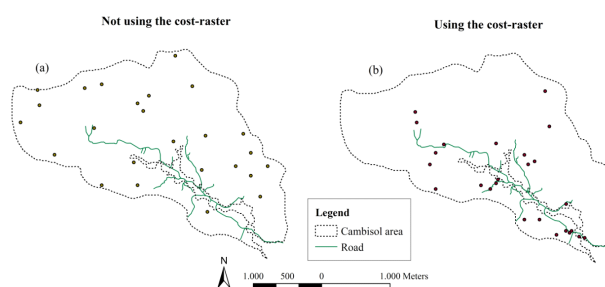 Not using the cost-raster
Using the cost-raster
(a)
(b)
Legend
Cambisol area
Road
N
1.000 500 0 1.000 Meters